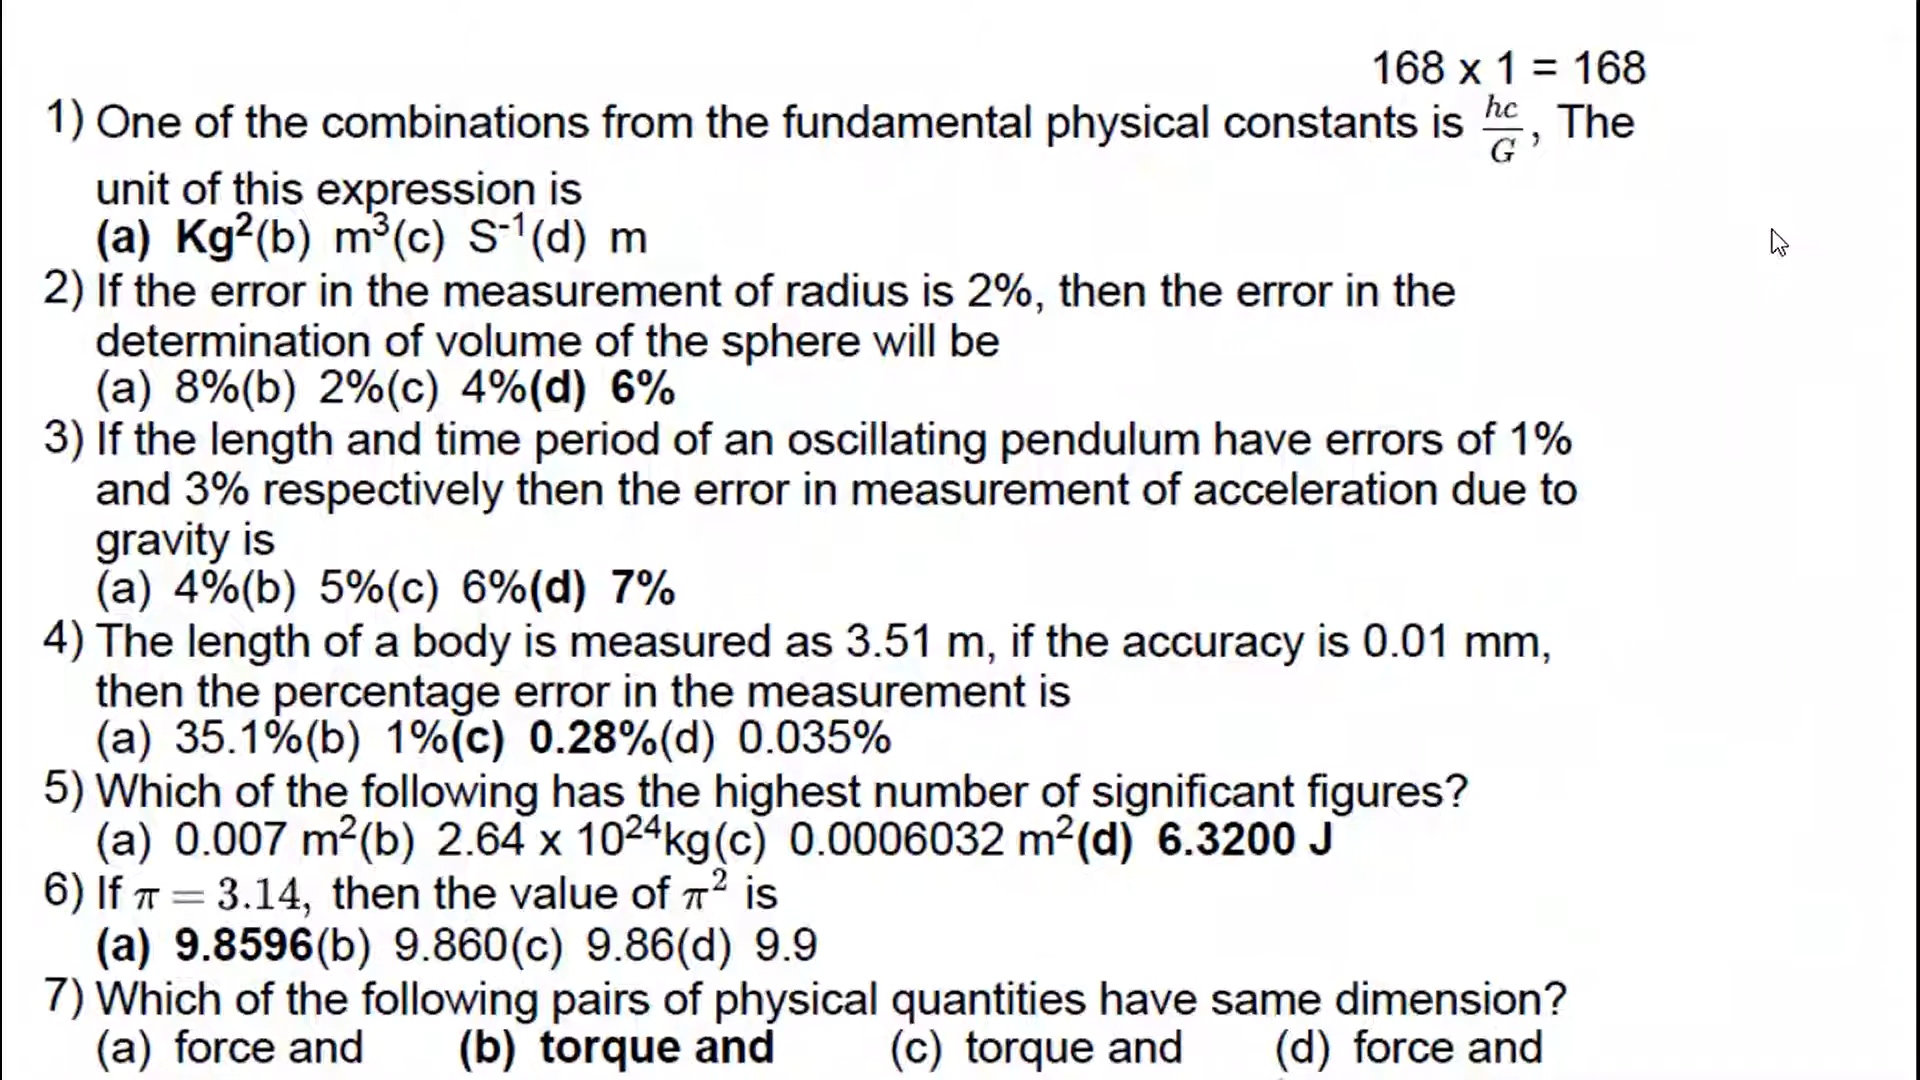 168 x 1 = 168
1) One of the combinations from the fundamental physical constants is hc/G, The
unit of this expression is
(a) Kg²(b) m³(c) S⁻¹(d) m
2) If the error in the measurement of radius is 2%, then the error in the
determination of volume of the sphere will be
(a) 8%(b) 2%(c) 4%(d) 6%
3) If the length and time period of an oscillating pendulum have errors of 1%
and 3% respectively then the error in measurement of acceleration due to
gravity is
(a) 4%(b) 5%(c) 6%(d) 7%
4) The length of a body is measured as 3.51 m, if the accuracy is 0.01 mm,
then the percentage error in the measurement is
(a) 35.1%(b) 1%(c) 0.28%(d) 0.035%
5) Which of the following has the highest number of significant figures?
(a) 0.007 m²(b) 2.64 x 10²⁴kg(c) 0.0006032 m²(d) 6.3200 J
6) If π = 3.14, then the value of π² is
(a) 9.8596(b) 9.860(c) 9.86(d) 9.9
7) Which of the following pairs of physical quantities have same dimension?
(a) force and (b) torque and (c) torque and (d) force and